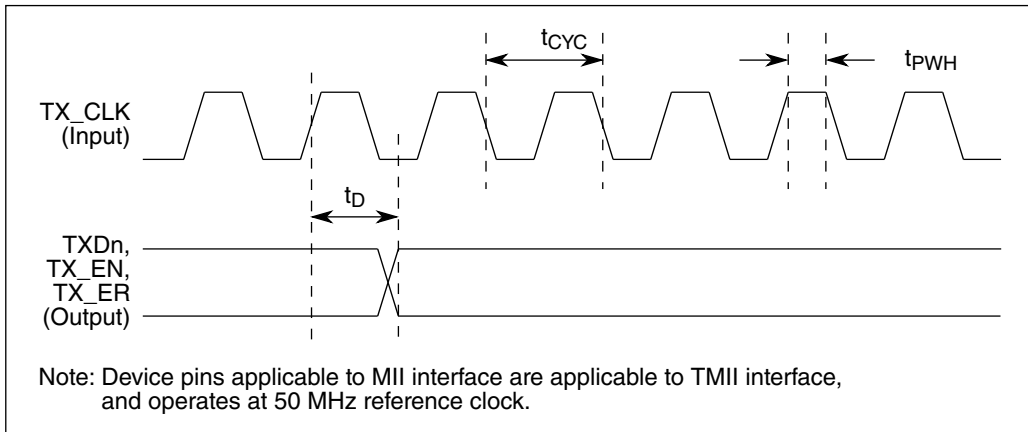 tCYC
tPWH
TX_CLK
(Input)
tD
TXDn,
TX_EN,
TX_ER
(Output)
Note: Device pins applicable to MII interface are applicable to TMII interface,
and operates at 50 MHz reference clock.